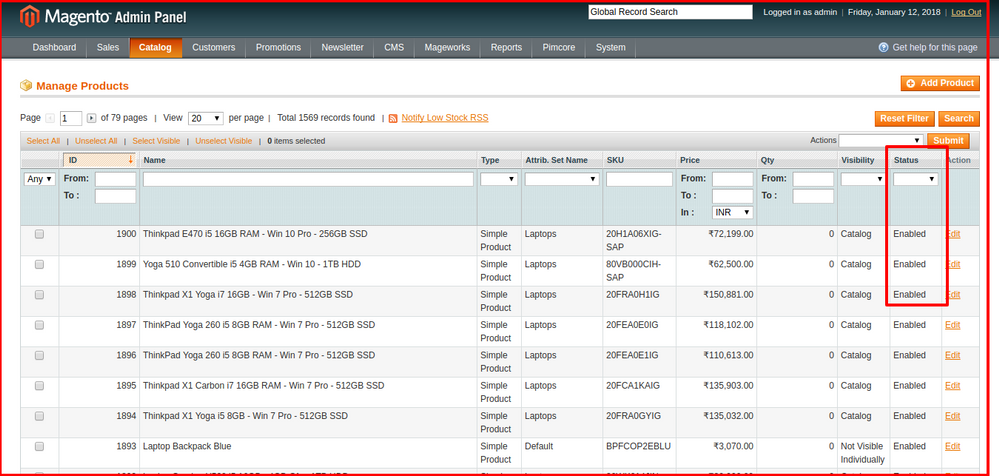 Magento Admin Panel
Global Record Search
Logged in as admin | Friday, January 12, 2018 | Log Out
Dashboard Sales Catalog Customers Promotions Newsletter CMS Mageworks Reports Pimcore System
Get help for this page
Manage Products
Add Product
Page 1 of 79 pages | View 20 per page | Total 1569 records found | Notify Low Stock RSS
Reset Filter Search
Select All | Unselect All | Select Visible | Unselect Visible | 0 items selected
Actions Submit
ID Name Type Attrib. Set Name SKU Price Qty Visibility Status Action
Any From: From: From:
To : To : To :
In : INR
1900 Thinkpad E470 i5 16GB RAM - Win 10 Pro - 256GB SSD Simple Product Laptops 20H1A06XIG-SAP ₹72,199.00 0 Catalog Enabled Edit
1899 Yoga 510 Convertible i5 4GB RAM - Win 10 - 1TB HDD Simple Product Laptops 80VB000CIH-SAP ₹62,500.00 0 Catalog Enabled Edit
1898 Thinkpad X1 Yoga i7 16GB - Win 7 Pro - 512GB SSD Simple Product Laptops 20FRA0H1IG ₹150,881.00 0 Catalog Enabled Edit
1897 ThinkPad Yoga 260 i5 8GB RAM - Win 7 Pro - 512GB SSD Simple Product Laptops 20FEA0E0IG ₹118,102.00 0 Catalog Enabled Edit
1896 ThinkPad Yoga 260 i5 8GB RAM - Win 7 Pro - 512GB SSD Simple Product Laptops 20FEA0E1IG ₹110,613.00 0 Catalog Enabled Edit
1895 Thinkpad X1 Carbon i7 16GB RAM - Win 7 Pro - 512GB SSD Simple Product Laptops 20FCA1KAIG ₹135,903.00 0 Catalog Enabled Edit
1894 Thinkpad X1 Yoga i5 8GB - Win 7 Pro - 512GB SSD Simple Product Laptops 20FRA0GYIG ₹135,032.00 0 Catalog Enabled Edit
1893 Laptop Backpack Blue Simple Product Default BPFCOP2EBLU ₹3,070.00 0 Not Visible Individually Enabled Edit